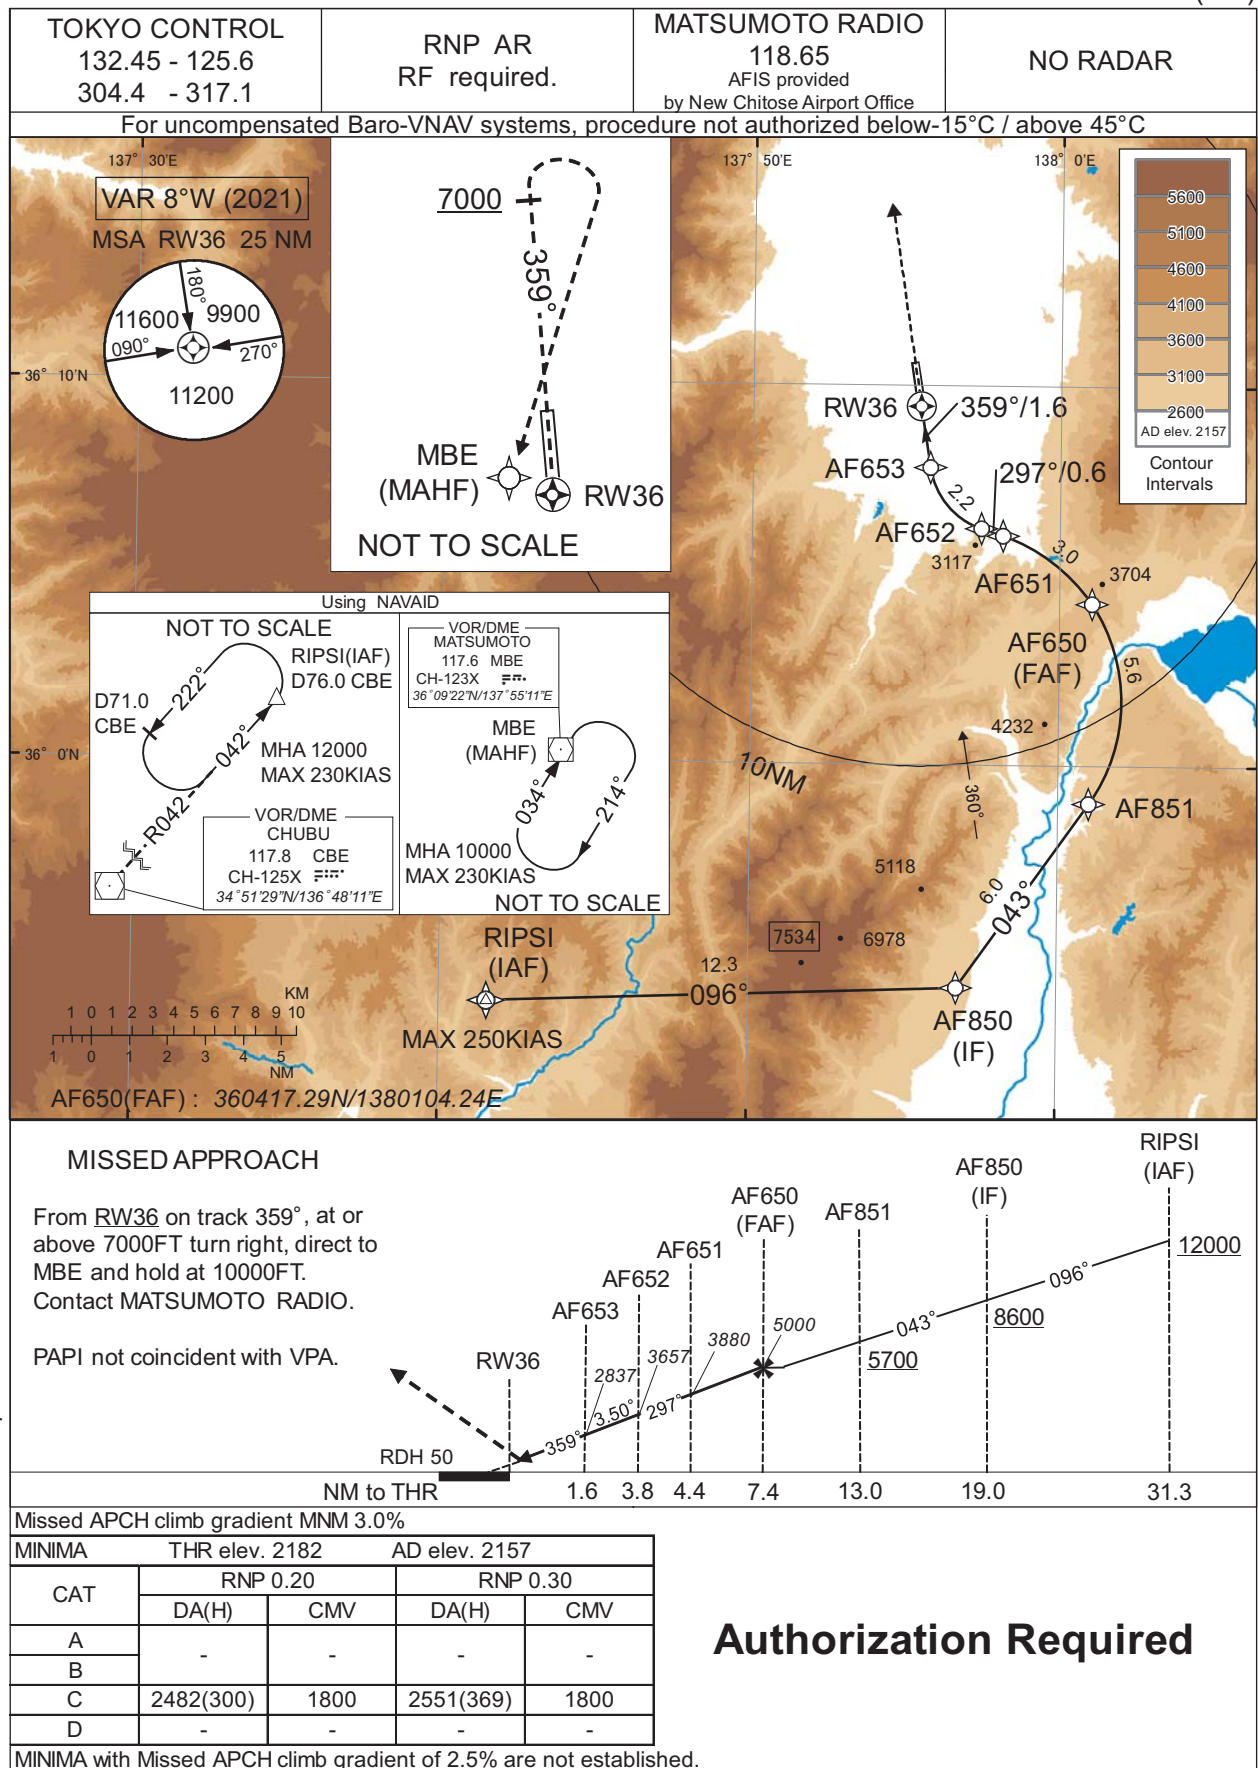 TOKYO CONTROL
132.45 - 125.6
304.4 - 317.1
RNP AR
RF required.
MATSUMOTO RADIO
118.65
AFIS provided
by New Chitose Airport Office
NO RADAR
For uncompensated Baro-VNAV systems, procedure not authorized below-15°C / above 45°C
137° 30'E
137° 50'E
138° 0'E
VAR 8°W (2021)
MSA RW36 25 NM
180°
11600
9900
090°
270°
11200
36° 10'N
7000
359°
MBE
(MAHF)
RW36
NOT TO SCALE
5600
5100
4600
4100
3600
3100
2600
AD elev. 2157
Contour
Intervals
RW36
359°/1.6
AF653
297°/0.6
2.2
AF652
3117
3.0
AF651
3704
AF650
(FAF)
5.6
4232
10NM
360°
AF851
5118
6.0
043°
7534
6978
Using NAVAID
NOT TO SCALE
RIPSI(IAF)
D76.0 CBE
222°
D71.0
CBE
042°
MHA 12000
MAX 230KIAS
R042
VOR/DME
CHUBU
117.8 CBE
CH-125X
34°51'29"N/136°48'11"E
VOR/DME
MATSUMOTO
117.6 MBE
CH-123X
36°09'22"N/137°55'11"E
MBE
(MAHF)
034°
214°
MHA 10000
MAX 230KIAS
NOT TO SCALE
36° 0'N
RIPSI
(IAF)
12.3
096°
MAX 250KIAS
AF850
(IF)
KM
1 0 1 2 3 4 5 6 7 8 9 10
1 0 1 2 3 4 5
NM
AF650(FAF) : 360417.29N/1380104.24E
MISSED APPROACH
From RW36 on track 359°, at or
above 7000FT turn right, direct to
MBE and hold at 10000FT.
Contact MATSUMOTO RADIO.
PAPI not coincident with VPA.
RIPSI
(IAF)
AF850
(IF)
AF650
(FAF)
AF851
AF651
AF652
AF653
RW36
12000
096°
8600
043°
5700
5000
3880
3657
2837
297°
3.50°
359°
RDH 50
NM to THR 1.6 3.8 4.4 7.4 13.0 19.0 31.3
Missed APCH climb gradient MNM 3.0%
MINIMA THR elev. 2182 AD elev. 2157
CAT RNP 0.20 RNP 0.30
DA(H) CMV DA(H) CMV
A
- - - -
B
C 2482(300) 1800 2551(369) 1800
D - - - -
MINIMA with Missed APCH climb gradient of 2.5% are not established.
Authorization Required